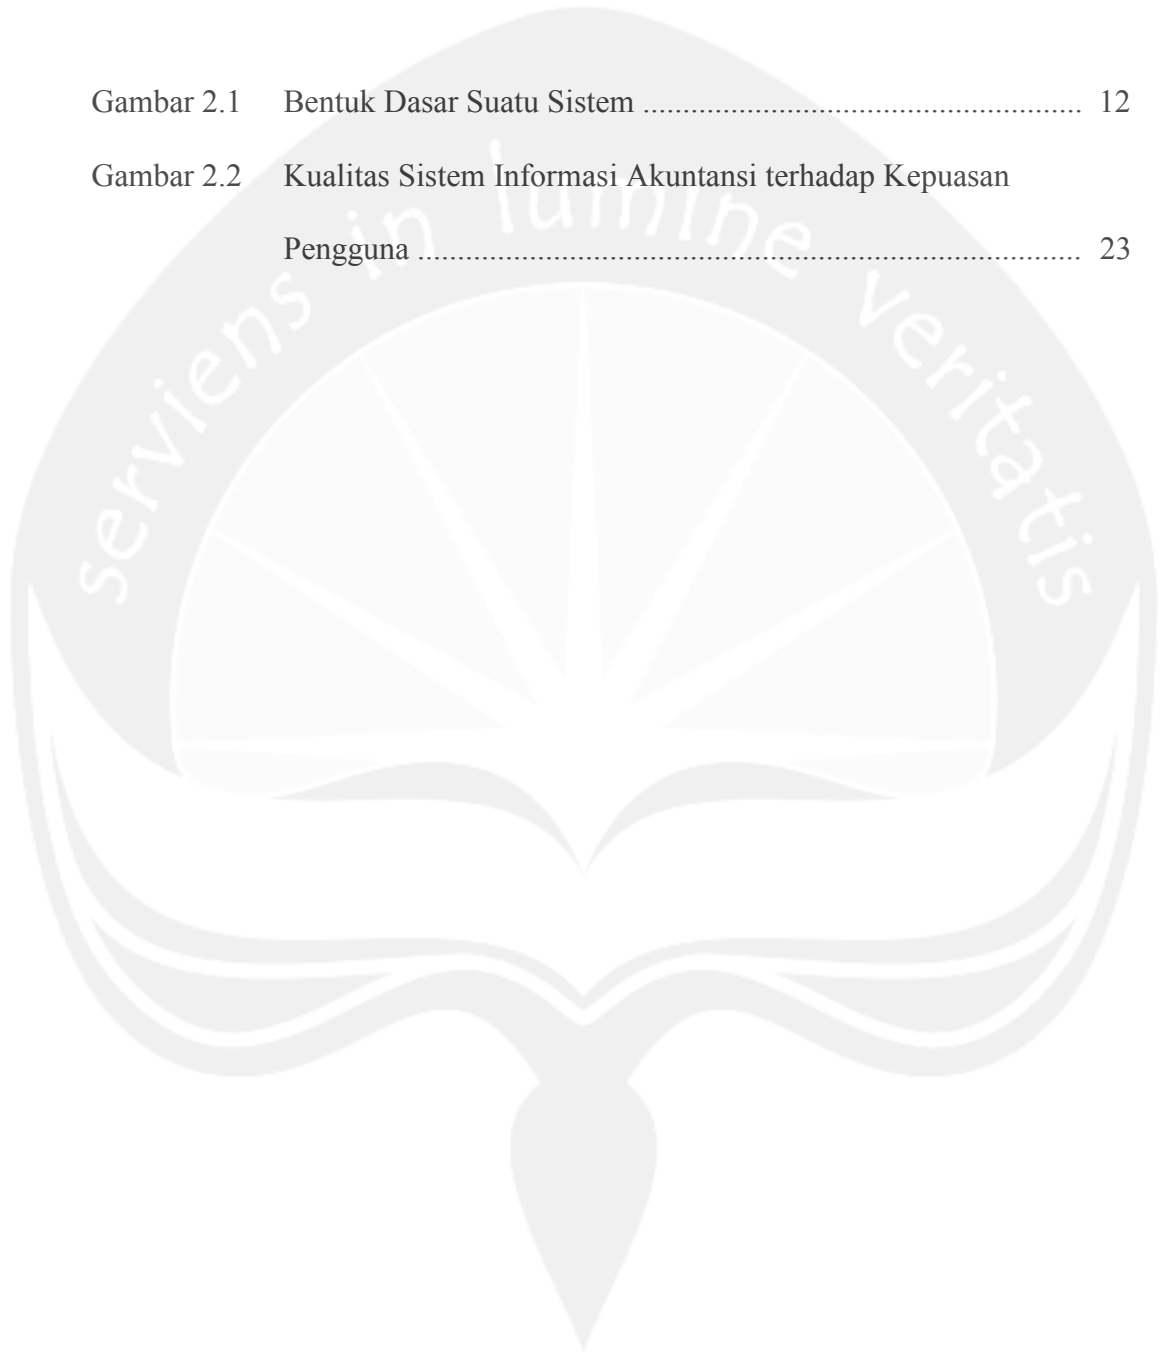 Gambar 2.1 Bentuk Dasar Suatu Sistem ........................................................ 12
Gambar 2.2 Kualitas Sistem Informasi Akuntansi terhadap Kepuasan
Pengguna ..................................................................................... 23
serviens in lumine veritatis